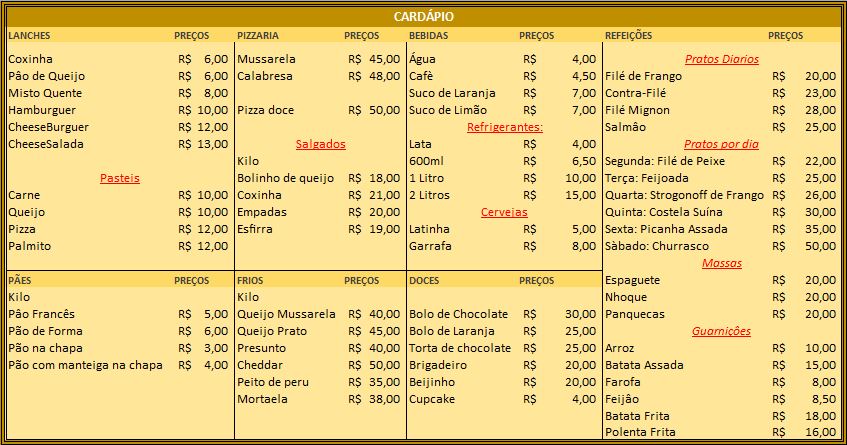 CARDÁPIO
LANCHES PREÇOS
Coxinha R$ 6,00
Pâo de Queijo R$ 6,00
Misto Quente R$ 8,00
Hamburguer R$ 10,00
CheeseBurguer R$ 12,00
CheeseSalada R$ 13,00
Pasteis
Carne R$ 10,00
Queijo R$ 10,00
Pizza R$ 12,00
Palmito R$ 12,00
PIZZARIA PREÇOS
Mussarela R$ 45,00
Calabresa R$ 48,00
Pizza doce R$ 50,00
Salgados
Kilo
Bolinho de queijo R$ 18,00
Coxinha R$ 21,00
Empadas R$ 20,00
Esfirra R$ 19,00
BEBIDAS PREÇOS
Água R$ 4,00
Cafè R$ 4,50
Suco de Laranja R$ 7,00
Suco de Limão R$ 7,00
Refrigerantes:
Lata R$ 4,00
600ml R$ 6,50
1 Litro R$ 10,00
2 Litros R$ 15,00
Cervejas
Latinha R$ 5,00
Garrafa R$ 8,00
REFEIÇÕES PREÇOS
Pratos Diarios
Filé de Frango R$ 20,00
Contra-Filé R$ 23,00
Filé Mignon R$ 28,00
Salmâo R$ 25,00
Pratos por dia
Segunda: Filé de Peixe R$ 22,00
Terça: Feijoada R$ 25,00
Quarta: Strogonoff de Frango R$ 26,00
Quinta: Costela Suína R$ 30,00
Sexta: Picanha Assada R$ 35,00
Sàbado: Churrasco R$ 50,00
Massas
Espaguete R$ 20,00
Nhoque R$ 20,00
Panquecas R$ 20,00
Guarniçôes
Arroz R$ 10,00
Batata Assada R$ 15,00
Farofa R$ 8,00
Feijâo R$ 8,50
Batata Frita R$ 18,00
Polenta Frita R$ 16,00
PÃES PREÇOS
Kilo
Pâo Francês R$ 5,00
Pão de Forma R$ 6,00
Pão na chapa R$ 3,00
Pão com manteiga na chapa R$ 4,00
FRIOS PREÇOS
Kilo
Queijo Mussarela R$ 40,00
Queijo Prato R$ 45,00
Presunto R$ 40,00
Cheddar R$ 50,00
Peito de peru R$ 35,00
Mortaela R$ 38,00
DOCES PREÇOS
Bolo de Chocolate R$ 30,00
Bolo de Laranja R$ 25,00
Torta de chocolate R$ 25,00
Brigadeiro R$ 20,00
Beijinho R$ 20,00
Cupcake R$ 4,00